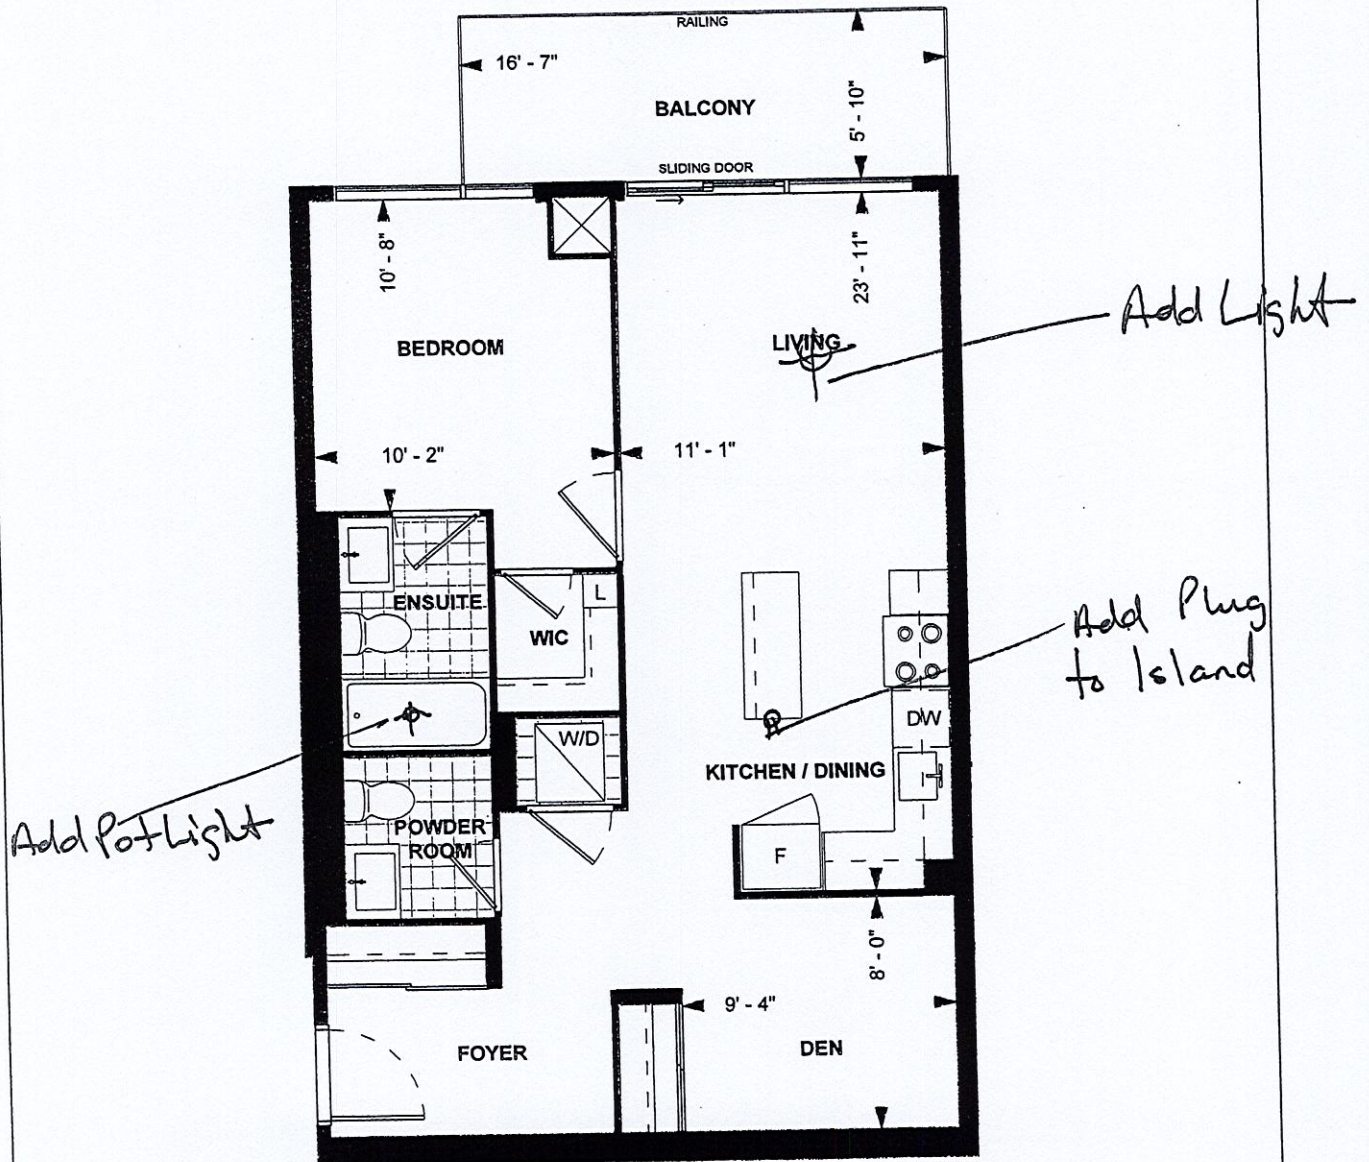 RAILING
16' - 7"
5' - 10"
BALCONY
SLIDING DOOR
10' - 8"
23' - 11"
Add Light
LIVING
BEDROOM
10' - 2"
11' - 1"
ENSUITE
L
WIC
Add Plug
to Island
DW
W/D
KITCHEN / DINING
Add Pot Light
POWDER
ROOM
F
8' - 0"
9' - 4"
FOYER
DEN